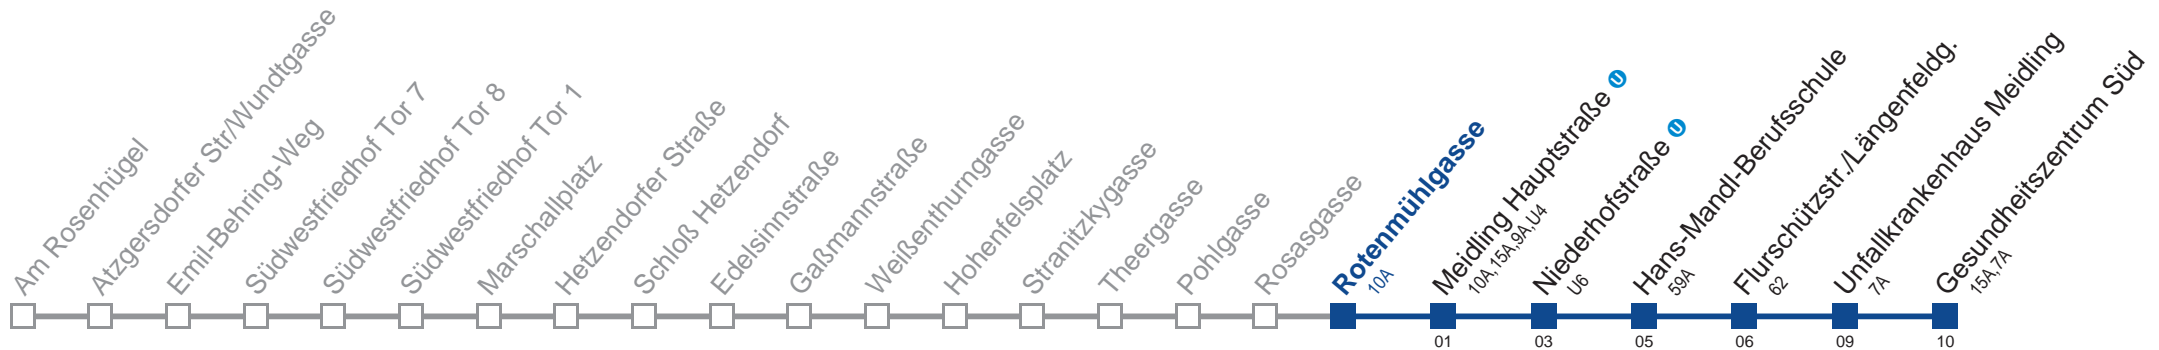 Am Rosenhügel
Atzgersdorfer Str/Wundtgasse
Emil-Behring-Weg
Südwestfriedhof Tor 7
Südwestfriedhof Tor 8
Südwestfriedhof Tor 1
Marschallplatz
Hetzendorfer Straße
Schloß Hetzendorf
Edelsinnstraße
Gaßmannstraße
Weißenthurngasse
Hohenfelsplatz
Stranitzkygasse
Theergasse
Pohlgasse
Rosasgasse
Rotenmühlgasse
10A
Meidling Hauptstraße U
10A,15A,9A,U4
01
Niederhofstraße U
U6
03
Hans-Mandl-Berufsschule
59A
05
Flurschützstr./Längenfeldg.
62
06
Unfallkrankenhaus Meidling
7A
09
Gesundheitszentrum Süd
15A,7A
10